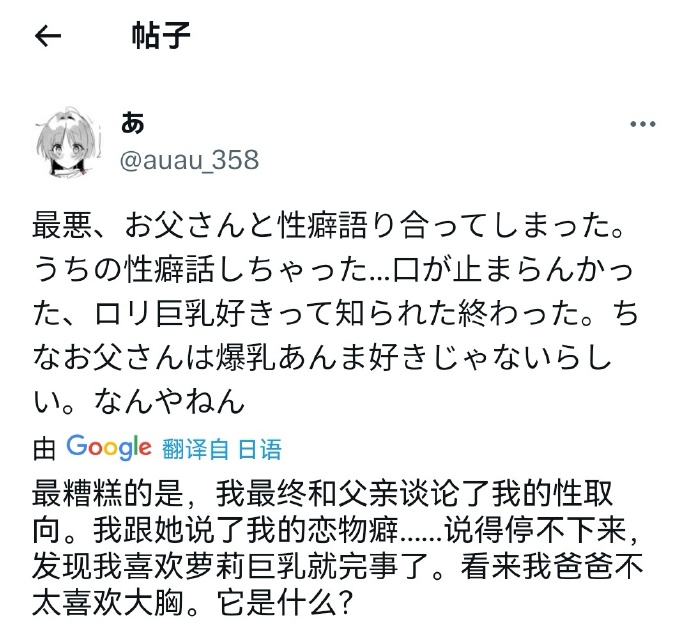 帖子
あ
@auau_358
最悪、お父さんと性癖語り合ってしまった。
うちの性癖話しちゃった...口が止まらんかっ
た、ロリ巨乳好きって知られた終わった。ち
なお父さんは爆乳あんま好きじゃないらし
い。なんやねん
由 Google 翻译自 日语
最糟糕的是，我最终和父亲谈论了我的性取
向。我跟她说了我的恋物癖......说得停不下来，
发现我喜欢萝莉巨乳就完事了。看来我爸爸不
太喜欢大胸。它是什么？